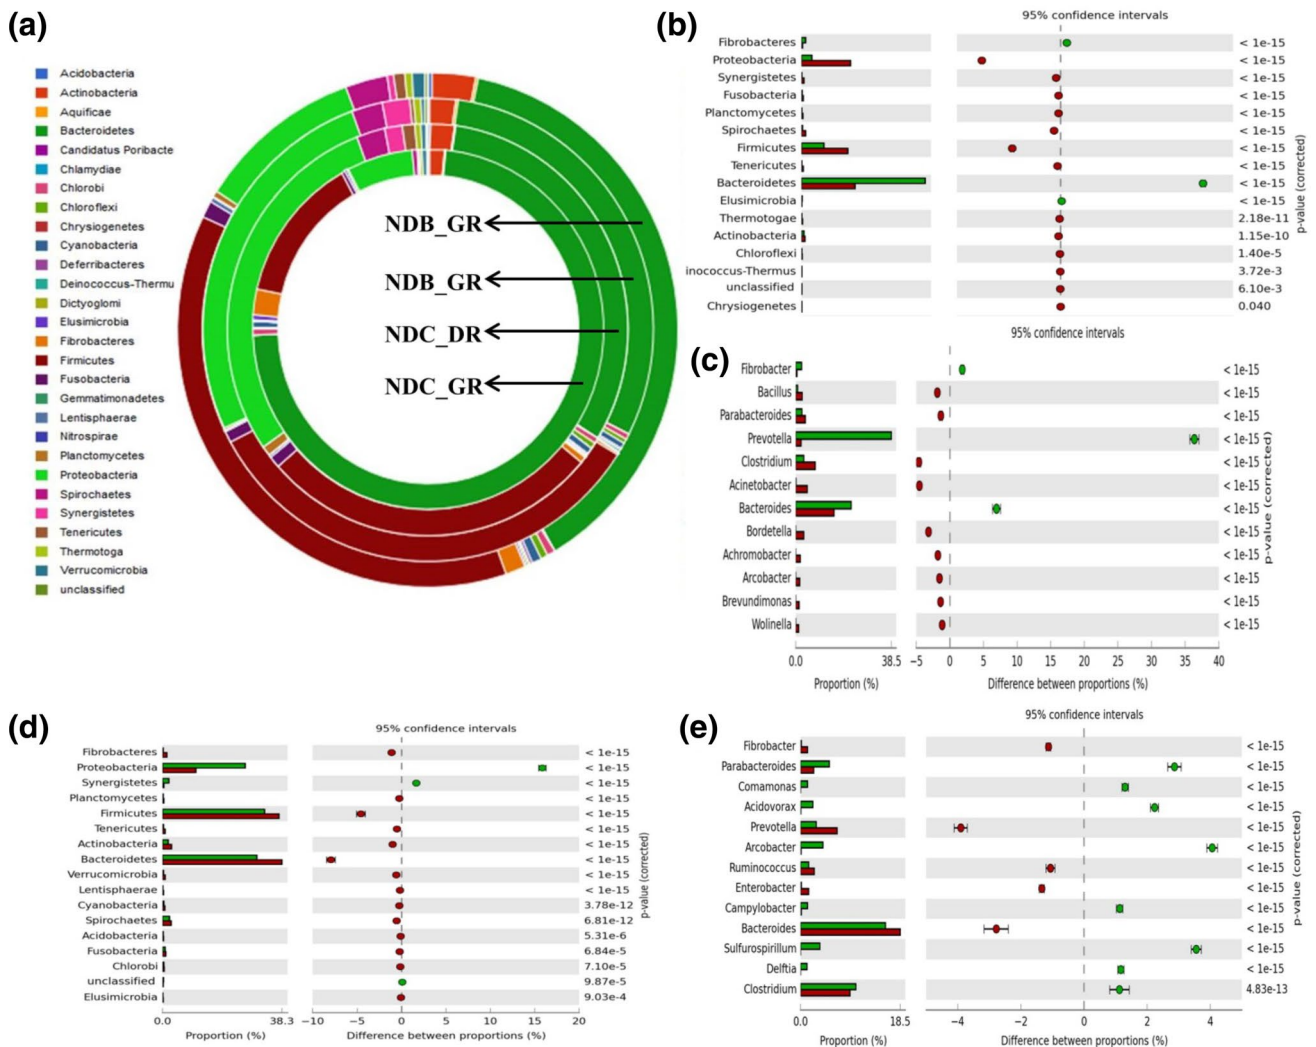 (a)
Acidobacteria
Actinobacteria
Aquificae
Bacteroidetes
Candidatus Poribacte
Chlamydiae
Chlorobi
Chloroflexi
Chrysiogenetes
Cyanobacteria
Deferribacteres
Deinococcus-Thermu
Dictyoglomi
Elusimicrobia
Fibrobacteres
Firmicutes
Fusobacteria
Gemmatimonadetes
Lentisphaerae
Nitrospirae
Planctomycetes
Proteobacteria
Spirochaetes
Synergistetes
Tenericutes
Thermotoga
Verrucomicrobia
unclassified
NDB_GR
NDB_GR
NDC_DR
NDC_GR
(b)
95% confidence intervals
Fibrobacteres < 1e-15
Proteobacteria < 1e-15
Synergistetes < 1e-15
Fusobacteria < 1e-15
Planctomycetes < 1e-15
Spirochaetes < 1e-15
Firmicutes < 1e-15
Tenericutes < 1e-15
Bacteroidetes < 1e-15
Elusimicrobia < 1e-15
Thermotogae 2.18e-11
Actinobacteria 1.15e-10
Chloroflexi 1.40e-5
inococcus-Thermus 3.72e-3
unclassified 6.10e-3
Chrysiogenetes 0.040
p-value (corrected)
(c)
95% confidence intervals
Fibrobacter < 1e-15
Bacillus < 1e-15
Parabacteroides < 1e-15
Prevotella < 1e-15
Clostridium < 1e-15
Acinetobacter < 1e-15
Bacteroides < 1e-15
Bordetella < 1e-15
Achromobacter < 1e-15
Arcobacter < 1e-15
Brevundimonas < 1e-15
Wolinella < 1e-15
p-value (corrected)
0.0 38.5 −5 0 5 10 15 20 25 30 35 40
Proportion (%) Difference between proportions (%)
(d)
95% confidence intervals
Fibrobacteres < 1e-15
Proteobacteria < 1e-15
Synergistetes < 1e-15
Planctomycetes < 1e-15
Firmicutes < 1e-15
Tenericutes < 1e-15
Actinobacteria < 1e-15
Bacteroidetes < 1e-15
Verrucomicrobia < 1e-15
Lentisphaerae < 1e-15
Cyanobacteria 3.78e-12
Spirochaetes 6.81e-12
Acidobacteria 5.31e-6
Fusobacteria 6.84e-5
Chlorobi 7.10e-5
unclassified 9.87e-5
Elusimicrobia 9.03e-4
p-value (corrected)
0.0 38.3 −10 −5 0 5 10 15 20
Proportion (%) Difference between proportions (%)
(e)
95% confidence intervals
Fibrobacter < 1e-15
Parabacteroides < 1e-15
Comamonas < 1e-15
Acidovorax < 1e-15
Prevotella < 1e-15
Arcobacter < 1e-15
Ruminococcus < 1e-15
Enterobacter < 1e-15
Campylobacter < 1e-15
Bacteroides < 1e-15
Sulfurospirillum < 1e-15
Delftia < 1e-15
Clostridium 4.83e-13
p-value (corrected)
0.0 18.5 −4 −2 0 2 4
Proportion (%) Difference between proportions (%)